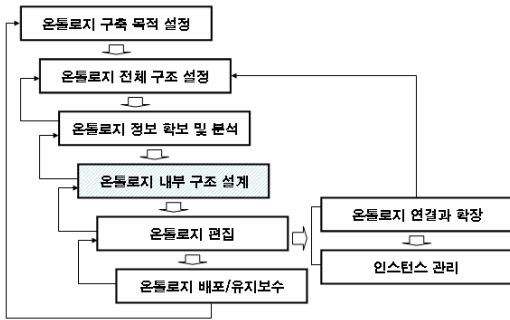 온톨로지 구축 목적 설정
온톨로지 전체 구조 설정
온톨로지 정보 확보 및 분석
온톨로지 내부 구조 설계
온톨로지 편집
온톨로지 배포/유지보수
온톨로지 연결과 확장
인스턴스 관리